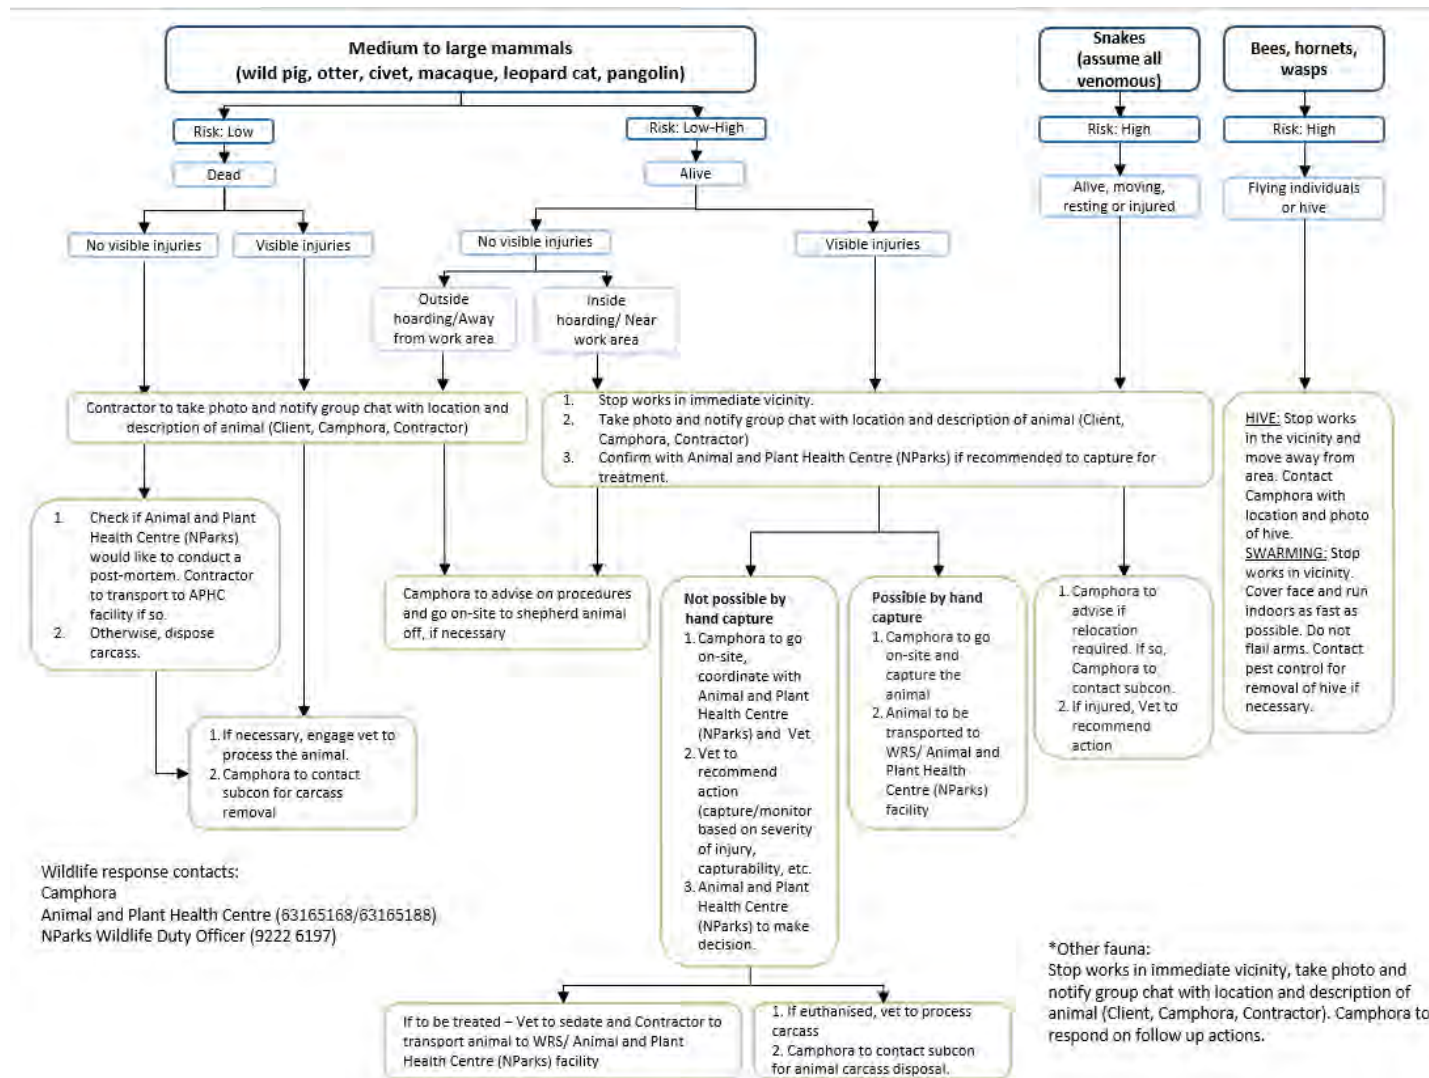 Medium to large mammals
(wild pig, otter, civet, macaque, leopard cat, pangolin)
Snakes
(assume all
venomous)
Bees, hornets,
wasps
Risk: Low
Risk: Low-High
Risk: High
Risk: High
Dead
Alive
Alive, moving,
resting or injured
Flying individuals
or hive
No visible injuries
Visible injuries
No visible injuries
Visible injuries
Outside
hoarding/Away
from work area
Inside
hoarding/ Near
work area
Contractor to take photo and notify group chat with location and
description of animal (Client, Camphora, Contractor)
1. Stop works in immediate vicinity.
2. Take photo and notify group chat with location and description of animal (Client,
Camphora, Contractor)
3. Confirm with Animal and Plant Health Centre (NParks) if recommended to capture for
treatment.
HIVE: Stop works
in the vicinity and
move away from
area. Contact
Camphora with
location and photo
of hive.
SWARMING: Stop
works in vicinity.
Cover face and run
indoors as fast as
possible. Do not
flail arms. Contact
pest control for
removal of hive if
necessary.
1. Check if Animal and Plant
Health Centre (NParks)
would like to conduct a
post-mortem. Contractor
to transport to APHC
facility if so.
2. Otherwise, dispose
carcass.
Camphora to advise on procedures
and go on-site to shepherd animal
off, if necessary
Not possible by
hand capture
1. Camphora to go
on-site,
coordinate with
Animal and Plant
Health Centre
(NParks) and Vet
2. Vet to
recommend
action
(capture/monitor
based on severity
of injury,
capturability, etc.
3. Animal and Plant
Health Centre
(NParks) to make
decision.
Possible by hand
capture
1. Camphora to go
on-site and
capture the
animal
2. Animal to be
transported to
WRS/ Animal and
Plant Health
Centre (NParks)
facility
1. Camphora to
advise if
relocation
required. If so,
Camphora to
contact subcon.
2. If injured, Vet to
recommend
action
1. If necessary, engage vet to
process the animal.
2. Camphora to contact
subcon for carcass
removal
Wildlife response contacts:
Camphora
Animal and Plant Health Centre (63165168/63165188)
NParks Wildlife Duty Officer (9222 6197)
If to be treated – Vet to sedate and Contractor to
transport animal to WRS/ Animal and Plant
Health Centre (NParks) facility
1. If euthanised, vet to process
carcass
2. Camphora to contact subcon
for animal carcass disposal.
*Other fauna:
Stop works in immediate vicinity, take photo and
notify group chat with location and description of
animal (Client, Camphora, Contractor). Camphora to
respond on follow up actions.